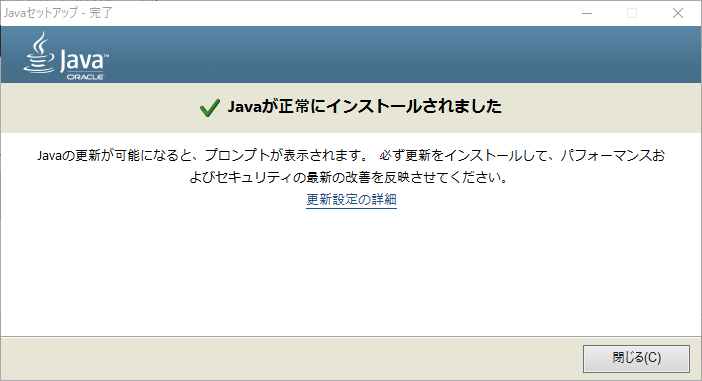 Javaセットアップ - 完了
Java™
ORACLE
Javaが正常にインストールされました
Javaの更新が可能になると、プロンプトが表示されます。 必ず更新をインストールして、パフォーマンスお
よびセキュリティの最新の改善を反映させてください。
更新設定の詳細
閉じる(C)